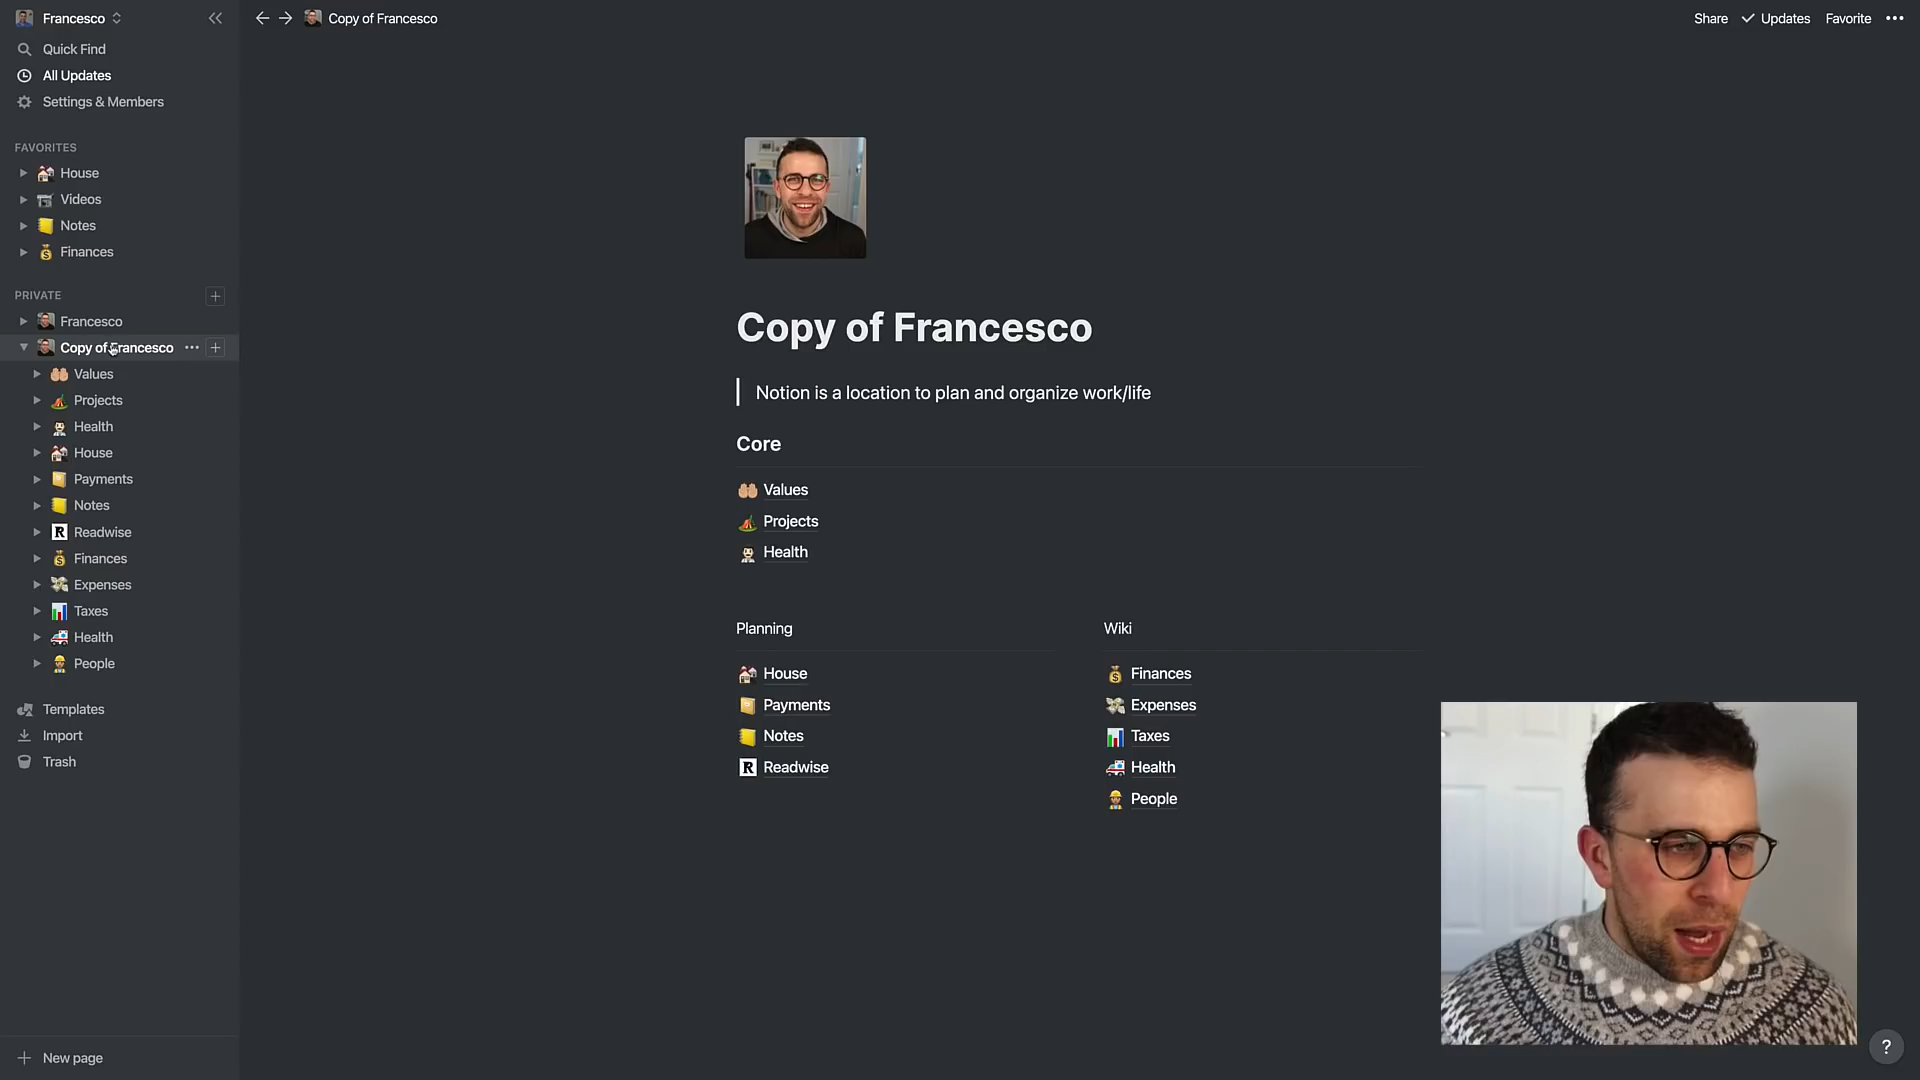 Francesco
Quick Find
All Updates
Settings & Members
FAVORITES
House
Videos
Notes
Finances
PRIVATE
Francesco
Copy of Francesco
Values
Projects
Health
House
Payments
Notes
R Readwise
Finances
Expenses
Taxes
Health
People
Templates
Import
Trash
New page
Copy of Francesco
Share Updates Favorite
Copy of Francesco
Notion is a location to plan and organize work/life
Core
Values
Projects
Health
Planning
House
Payments
Notes
R Readwise
Wiki
Finances
Expenses
Taxes
Health
People
?